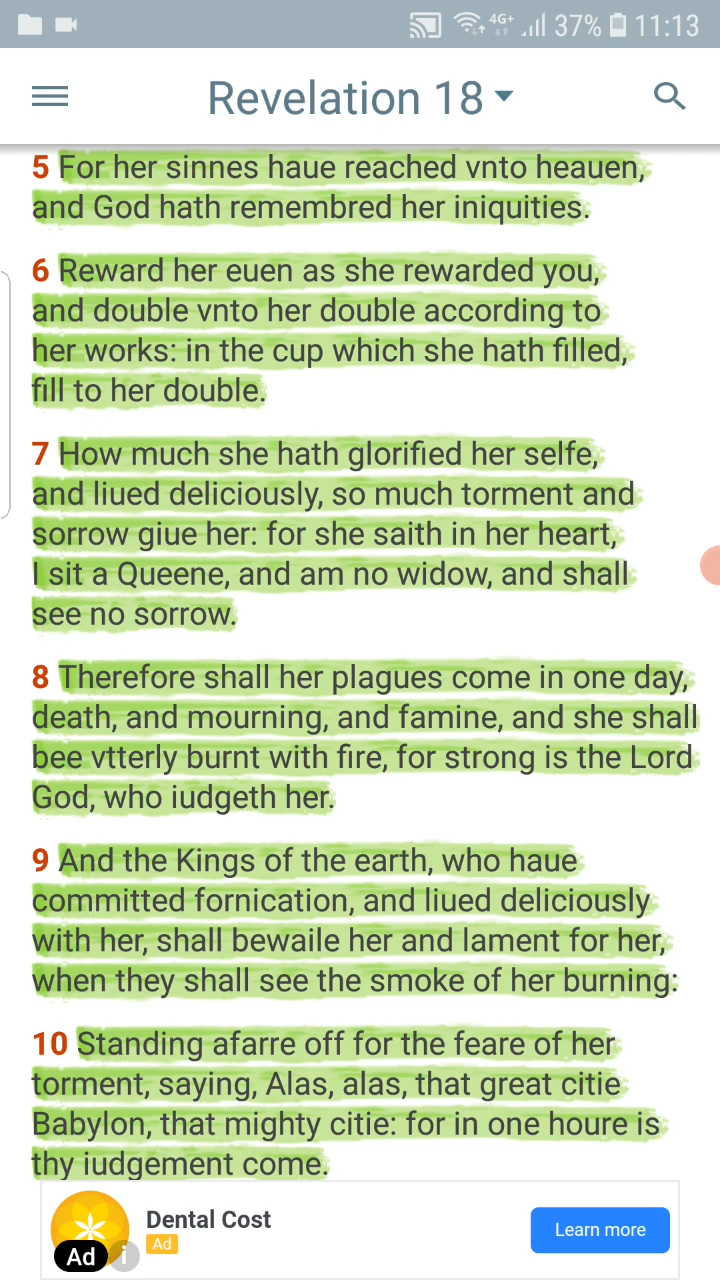 4G+ 37% 11:13
Revelation 18
5 For her sinnes haue reached vnto heauen,
and God hath remembred her iniquities.
6 Reward her euen as she rewarded you,
and double vnto her double according to
her works: in the cup which she hath filled,
fill to her double.
7 How much she hath glorified her selfe,
and liued deliciously, so much torment and
sorrow giue her: for she saith in her heart,
I sit a Queene, and am no widow, and shall
see no sorrow.
8 Therefore shall her plagues come in one day,
death, and mourning, and famine, and she shall
bee vtterly burnt with fire, for strong is the Lord
God, who iudgeth her.
9 And the Kings of the earth, who haue
committed fornication, and liued deliciously
with her, shall bewaile her and lament for her,
when they shall see the smoke of her burning:
10 Standing afarre off for the feare of her
torment, saying, Alas, alas, that great citie
Babylon, that mighty citie: for in one houre is
thy iudgement come.
Dental Cost
Ad
Learn more
Ad i